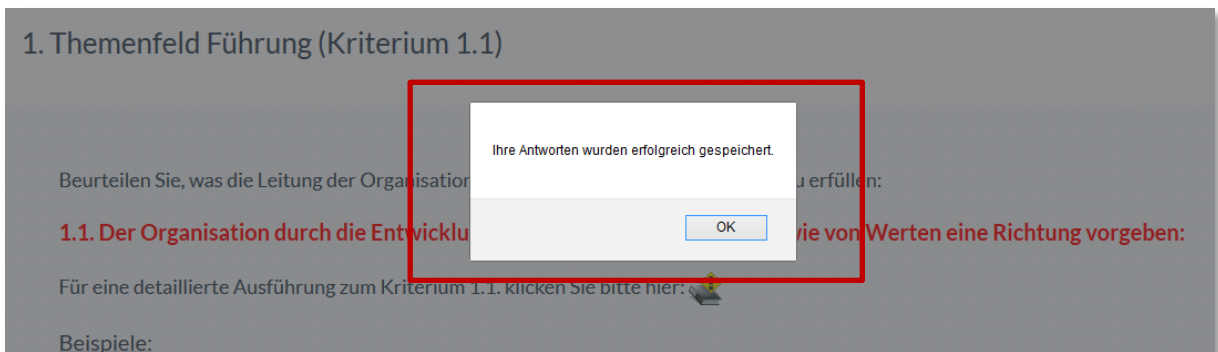 1. Themenfeld Führung (Kriterium 1.1)
Ihre Antworten wurden erfolgreich gespeichert.
OK
Beurteilen Sie, was die Leitung der Organisation
erfüllen:
1.1. Der Organisation durch die
von Werten eine Richtung vorgeben:
Für eine detaillierte Ausführung zum Kriterium 1.1. klicken Sie bitte hier:
Beispiele: